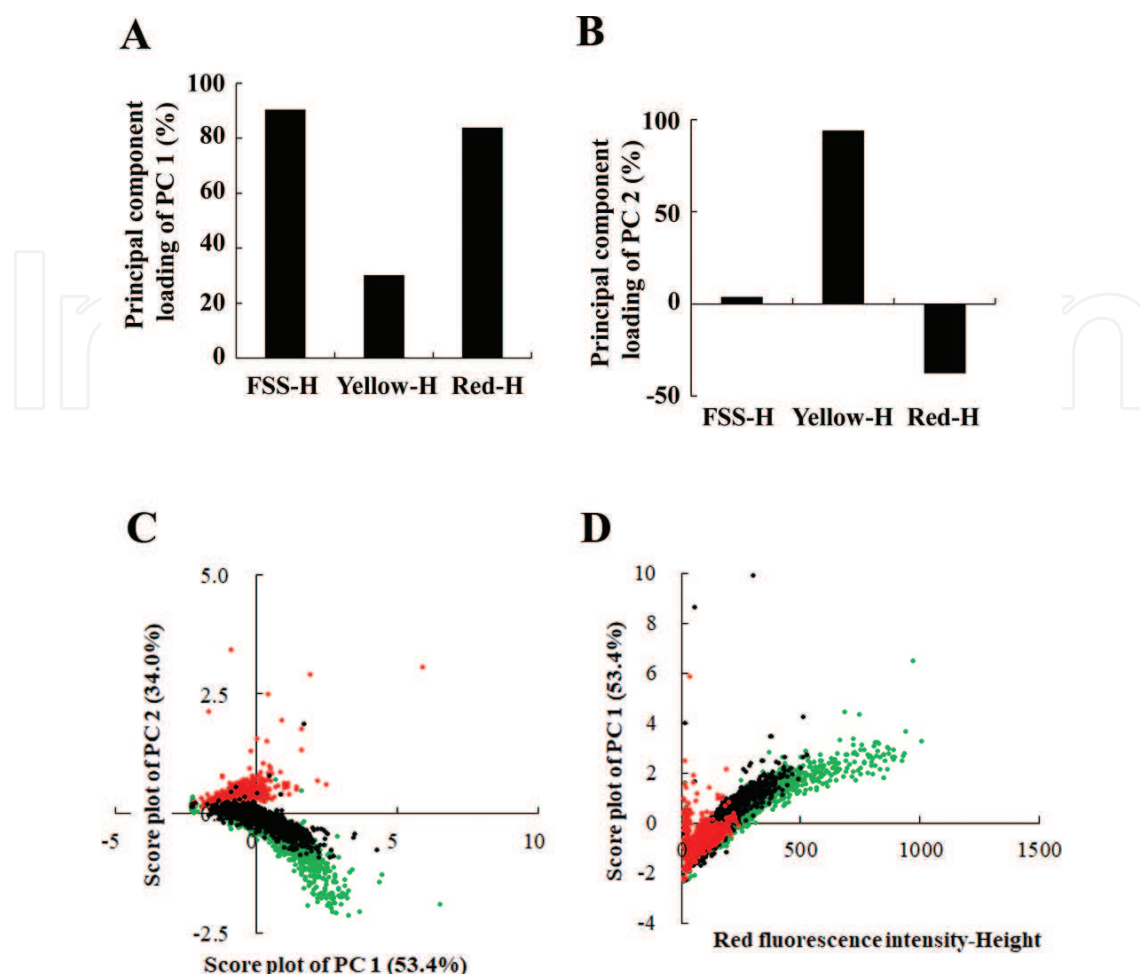 A
Principal component
loading of PC 1 (%)
100
80
60
40
20
0
FSS-H Yellow-H Red-H
B
Principal component
loading of PC 2 (%)
100
50
0
-50
FSS-H Yellow-H Red-H
C
Score plot of PC 2 (34.0%)
5.0
2.5
0
-2.5
-5 0 5 10
Score plot of PC 1 (53.4%)
D
Score plot of PC 1 (53.4%)
10
8
6
4
2
0
-2
-4
0 500 1000 1500
Red fluorescence intensity-Height